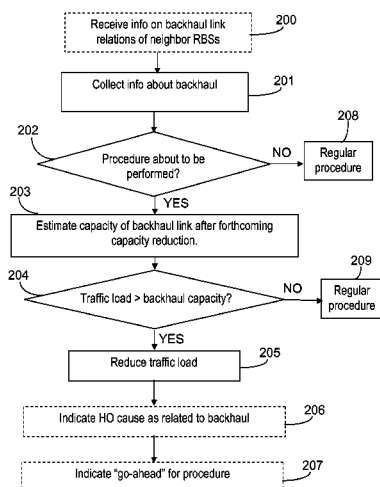 200
Receive info on backhaul link
relations of neighbor RBSs
Collect info about backhaul
201
202
Procedure about to be
performed?
NO
208
Regular
procedure
YES
203
Estimate capacity of backhaul link after forthcoming
capacity reduction.
204
Traffic load > backhaul capacity?
NO
209
Regular
procedure
YES
Reduce traffic load
205
Indicate HO cause as related to backhaul
206
Indicate "go-ahead" for procedure
207